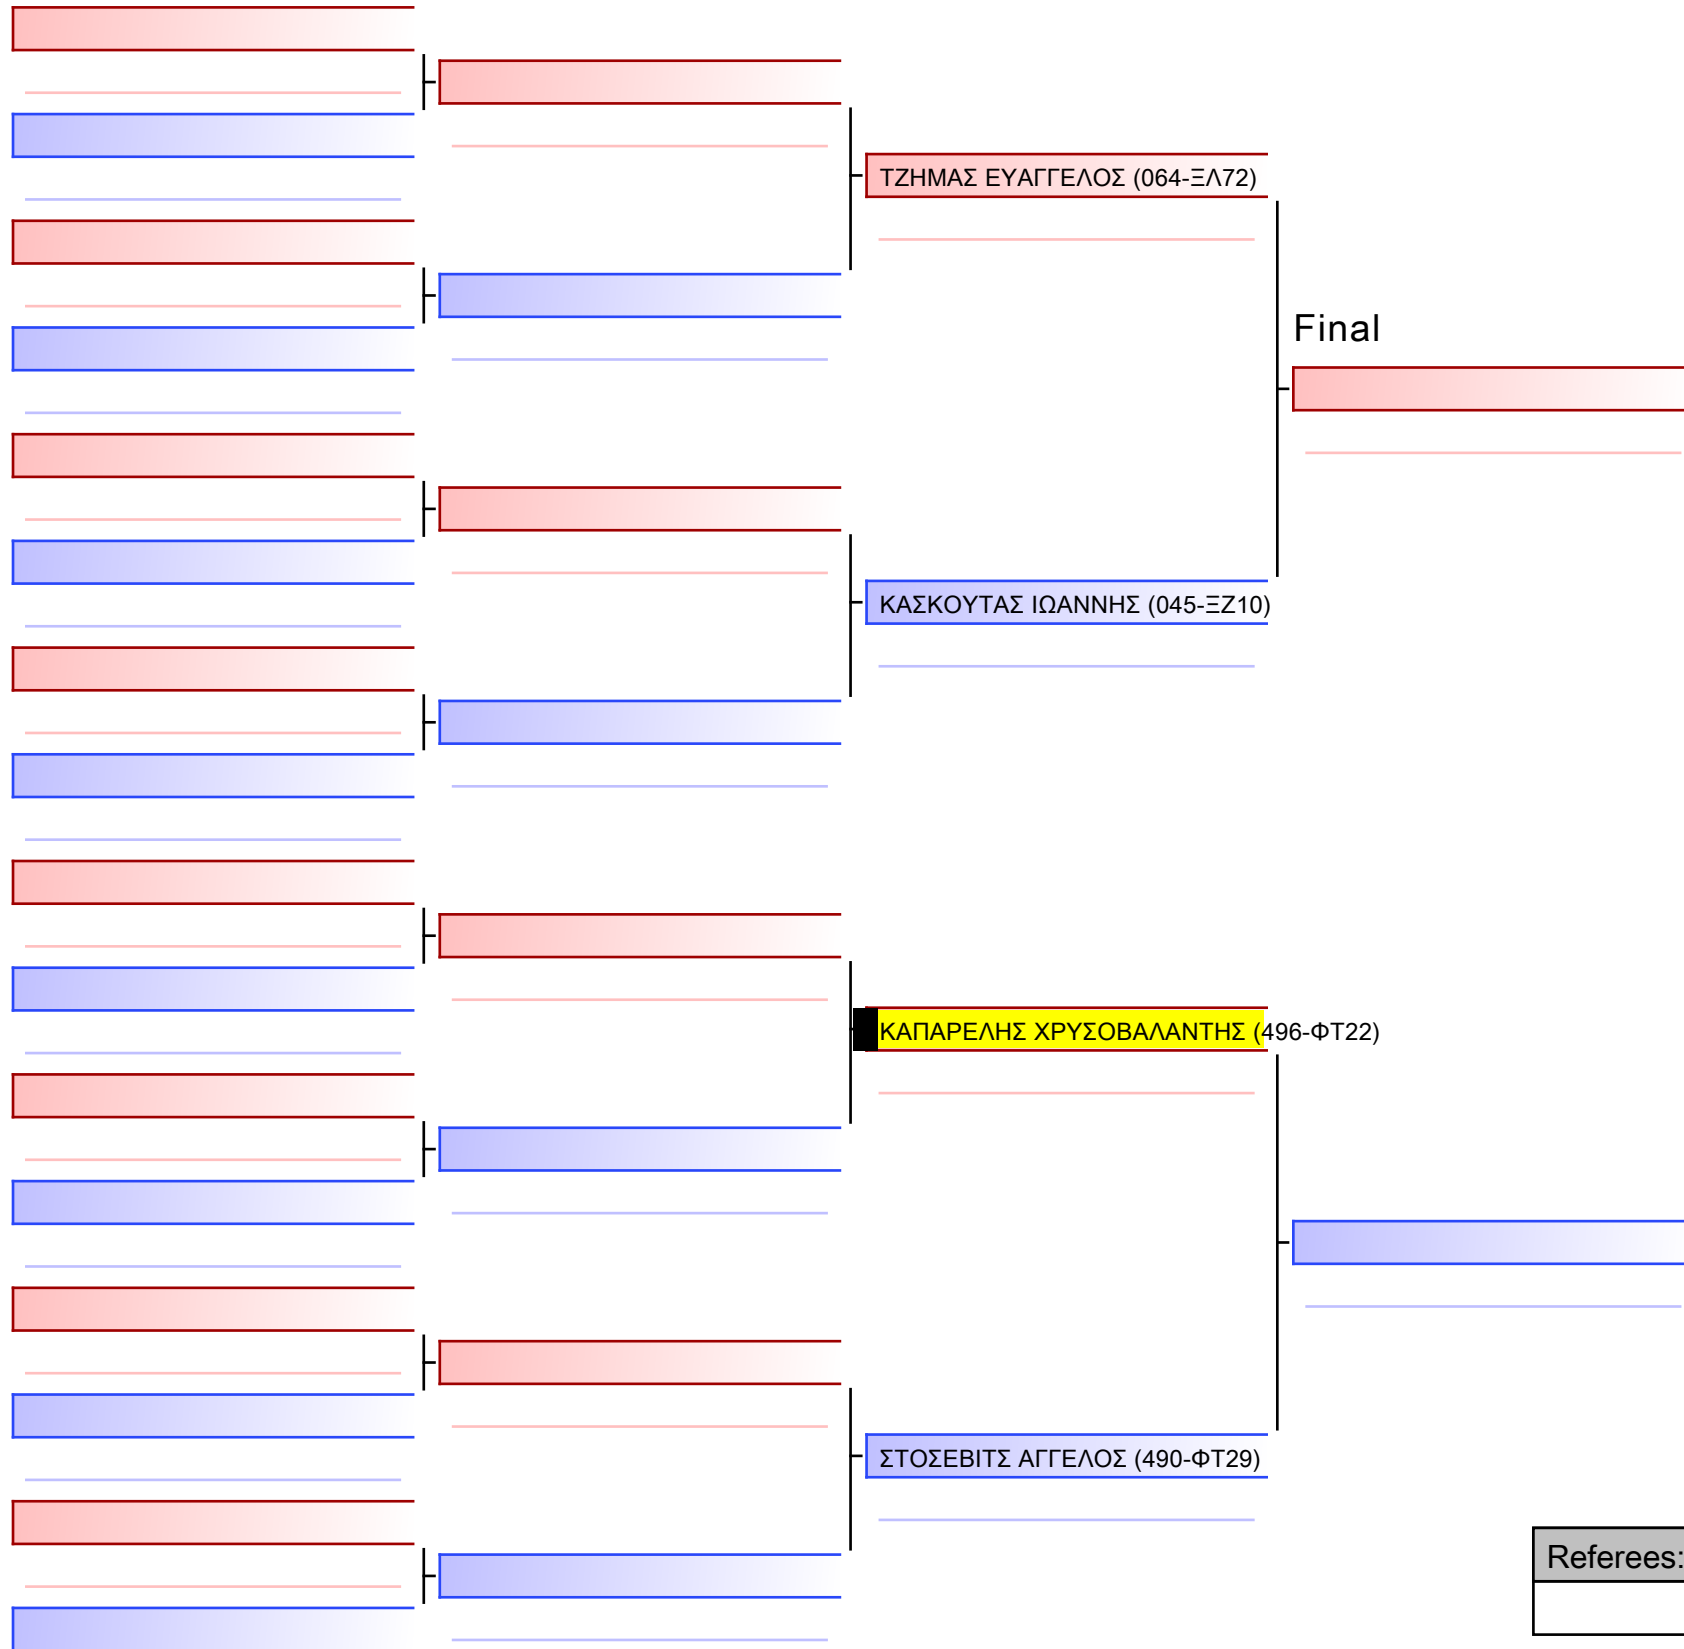 ΤΖΗΜΑΣ ΕΥΑΓΓΕΛΟΣ (064-ΞΛ72)
Final
ΚΑΣΚΟΥΤΑΣ ΙΩΑΝΝΗΣ (045-ΞΖ10)
ΚΑΠΑΡΕΛΗΣ ΧΡΥΣΟΒΑΛΑΝΤΗΣ (496-ΦΤ22)
ΣΤΟΣΕΒΙΤΣ ΑΓΓΕΛΟΣ (490-ΦΤ29)
Referees: